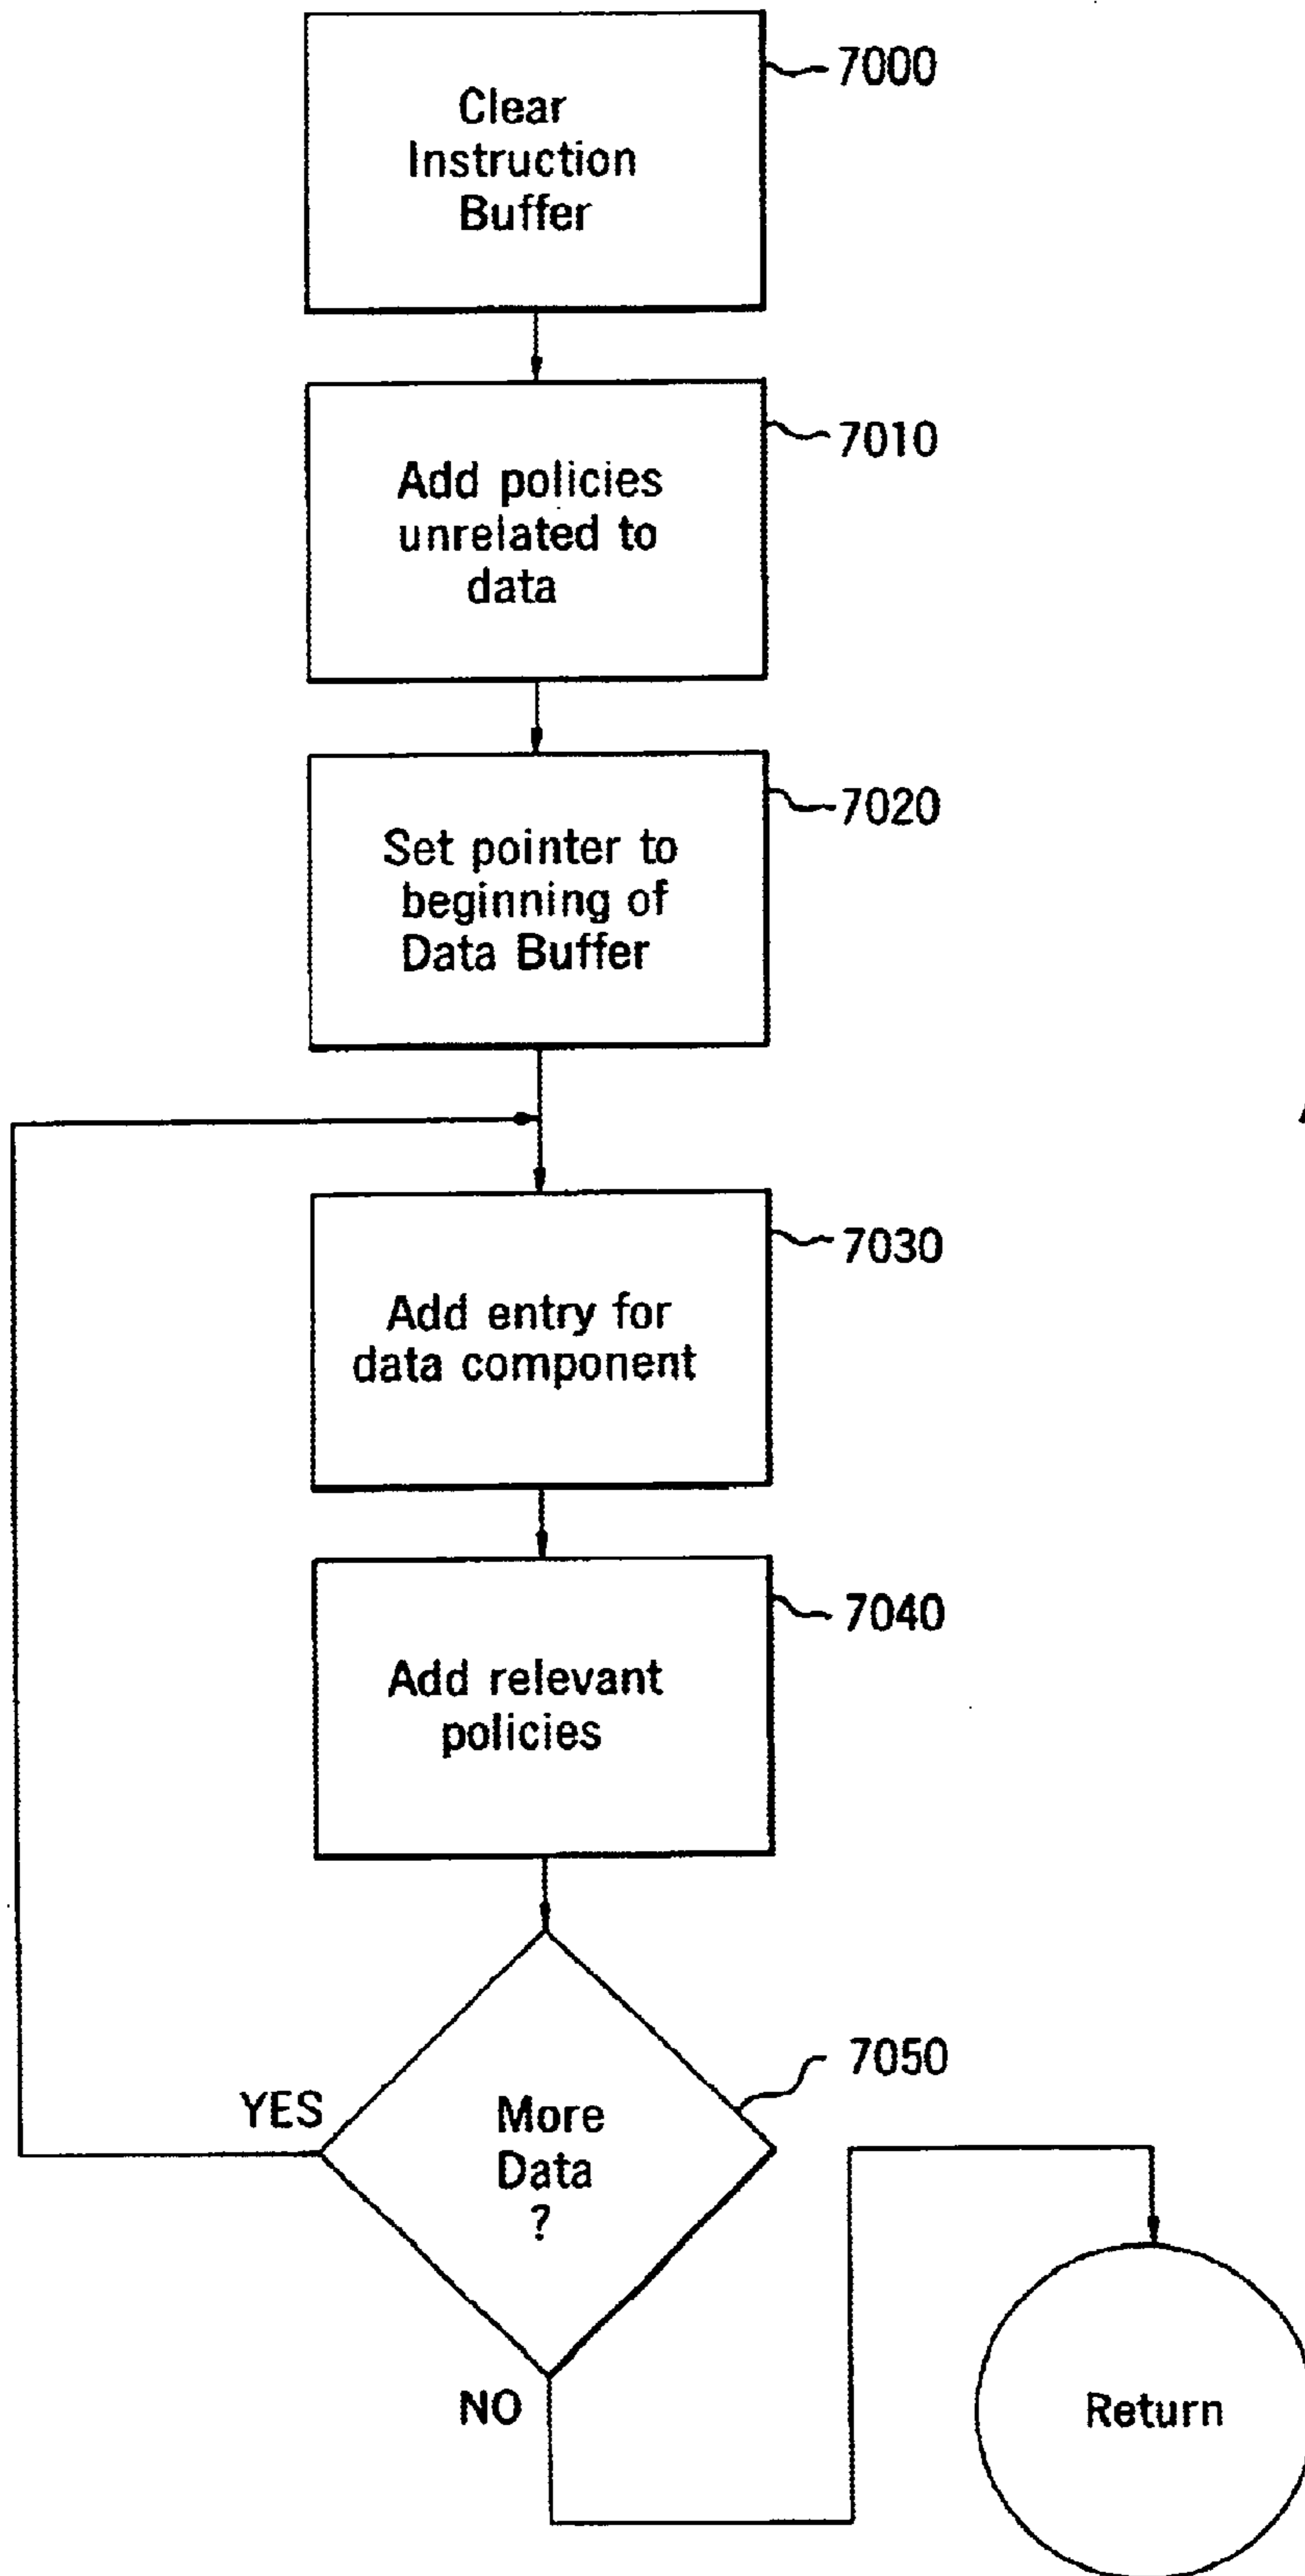 Clear
Instruction
Buffer
7000
Add policies
unrelated to
data
7010
Set pointer to
beginning of
Data Buffer
7020
Add entry for
data component
7030
Add relevant
policies
7040
More
Data
?
7050
YES
NO
Return